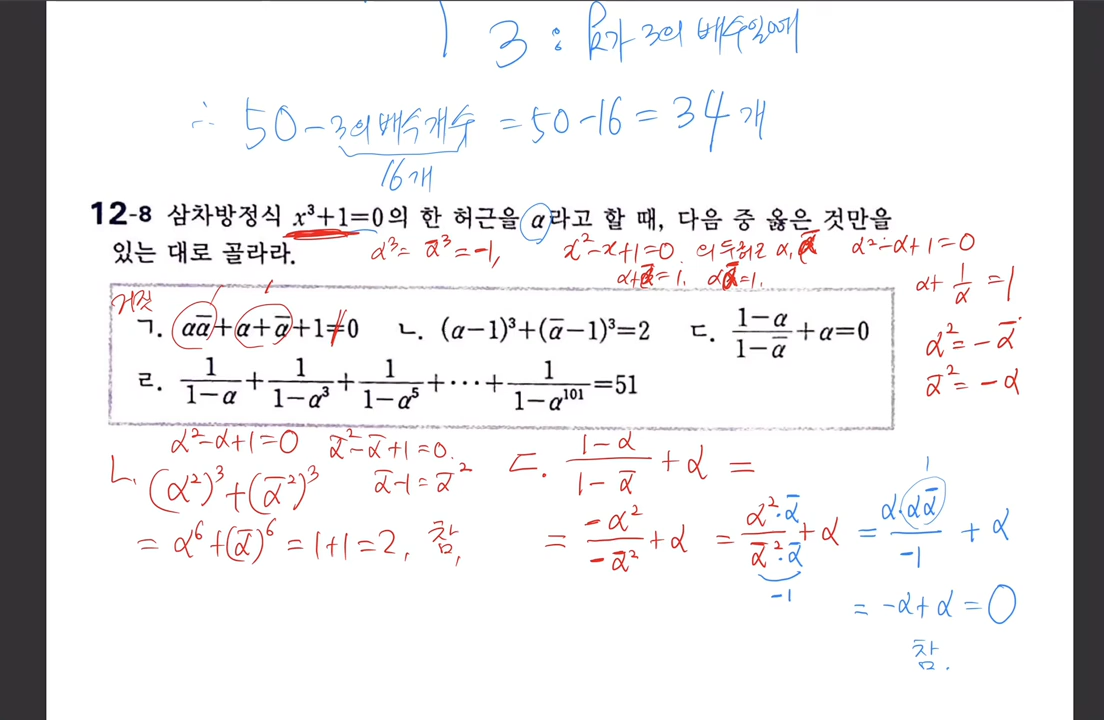 3 : k가 3의 배수일때
∴ 50 - 3의 배수개수 = 50 - 16 = 34개
16개
12-8 삼차방정식 x³+1=0의 한 허근을 α라고 할 때, 다음 중 옳은 것만을
있는 대로 골라라.
α³ = ᾱ³ = -1, x² - x + 1 = 0 의 두허근 α, ᾱ α² - α + 1 = 0
α + ᾱ = 1, αᾱ = 1.
α + 1/α = 1
거짓
ㄱ. αᾱ+α+ᾱ+1≠0 ㄴ. (α-1)³+(ᾱ-1)³=2 ㄷ. (1-α)/(1-ᾱ)+α=0
α² = -ᾱ
ᾱ² = -α
ㄹ. 1/(1-α) + 1/(1-α³) + 1/(1-α⁵) + ⋯ + 1/(1-α¹⁰¹) = 51
α² - α + 1 = 0 ᾱ² - ᾱ + 1 = 0.
ㄴ. (α²)³ + (ᾱ²)³ ᾱ - 1 = ᾱ²
= α⁶ + (ᾱ)⁶ = 1 + 1 = 2, 참,
ㄷ. (1-α)/(1-ᾱ) + α =
= -α²/-ᾱ² + α = α²·ᾱ/ᾱ²·ᾱ + α = α·αᾱ/-1 + α
1
-1
= -α + α = 0
참.